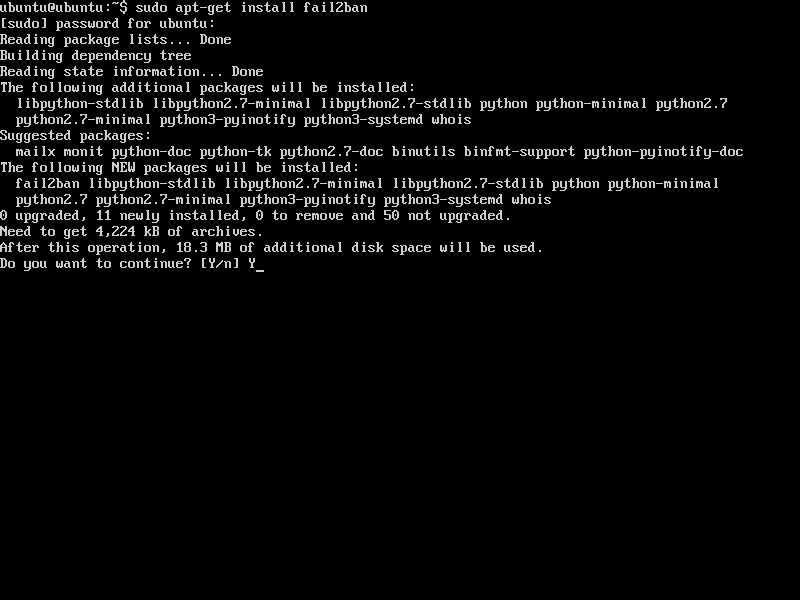 ubuntu@ubuntu:~$ sudo apt-get install fail2ban
[sudo] password for ubuntu:
Reading package lists... Done
Building dependency tree
Reading state information... Done
The following additional packages will be installed:
  libpython-stdlib libpython2.7-minimal libpython2.7-stdlib python python-minimal python2.7
  python2.7-minimal python3-pyinotify python3-systemd whois
Suggested packages:
  mailx monit python-doc python-tk python2.7-doc binutils binfmt-support python-pyinotify-doc
The following NEW packages will be installed:
  fail2ban libpython-stdlib libpython2.7-minimal libpython2.7-stdlib python python-minimal
  python2.7 python2.7-minimal python3-pyinotify python3-systemd whois
0 upgraded, 11 newly installed, 0 to remove and 50 not upgraded.
Need to get 4,224 kB of archives.
After this operation, 18.3 MB of additional disk space will be used.
Do you want to continue? [Y/n] Y_